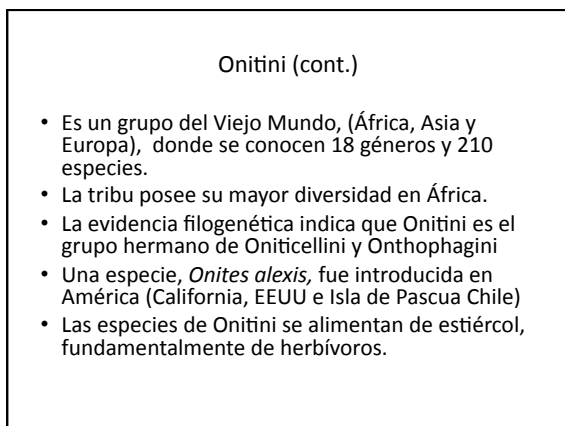 Onitini (cont.)
• Es un grupo del Viejo Mundo, (África, Asia y
Europa), donde se conocen 18 géneros y 210
especies.
• La tribu posee su mayor diversidad en África.
• La evidencia filogenética indica que Onitini es el
grupo hermano de Oniticellini y Onthophagini
• Una especie, Onites alexis, fue introducida en
América (California, EEUU e Isla de Pascua Chile)
• Las especies de Onitini se alimentan de estiércol,
fundamentalmente de herbívoros.